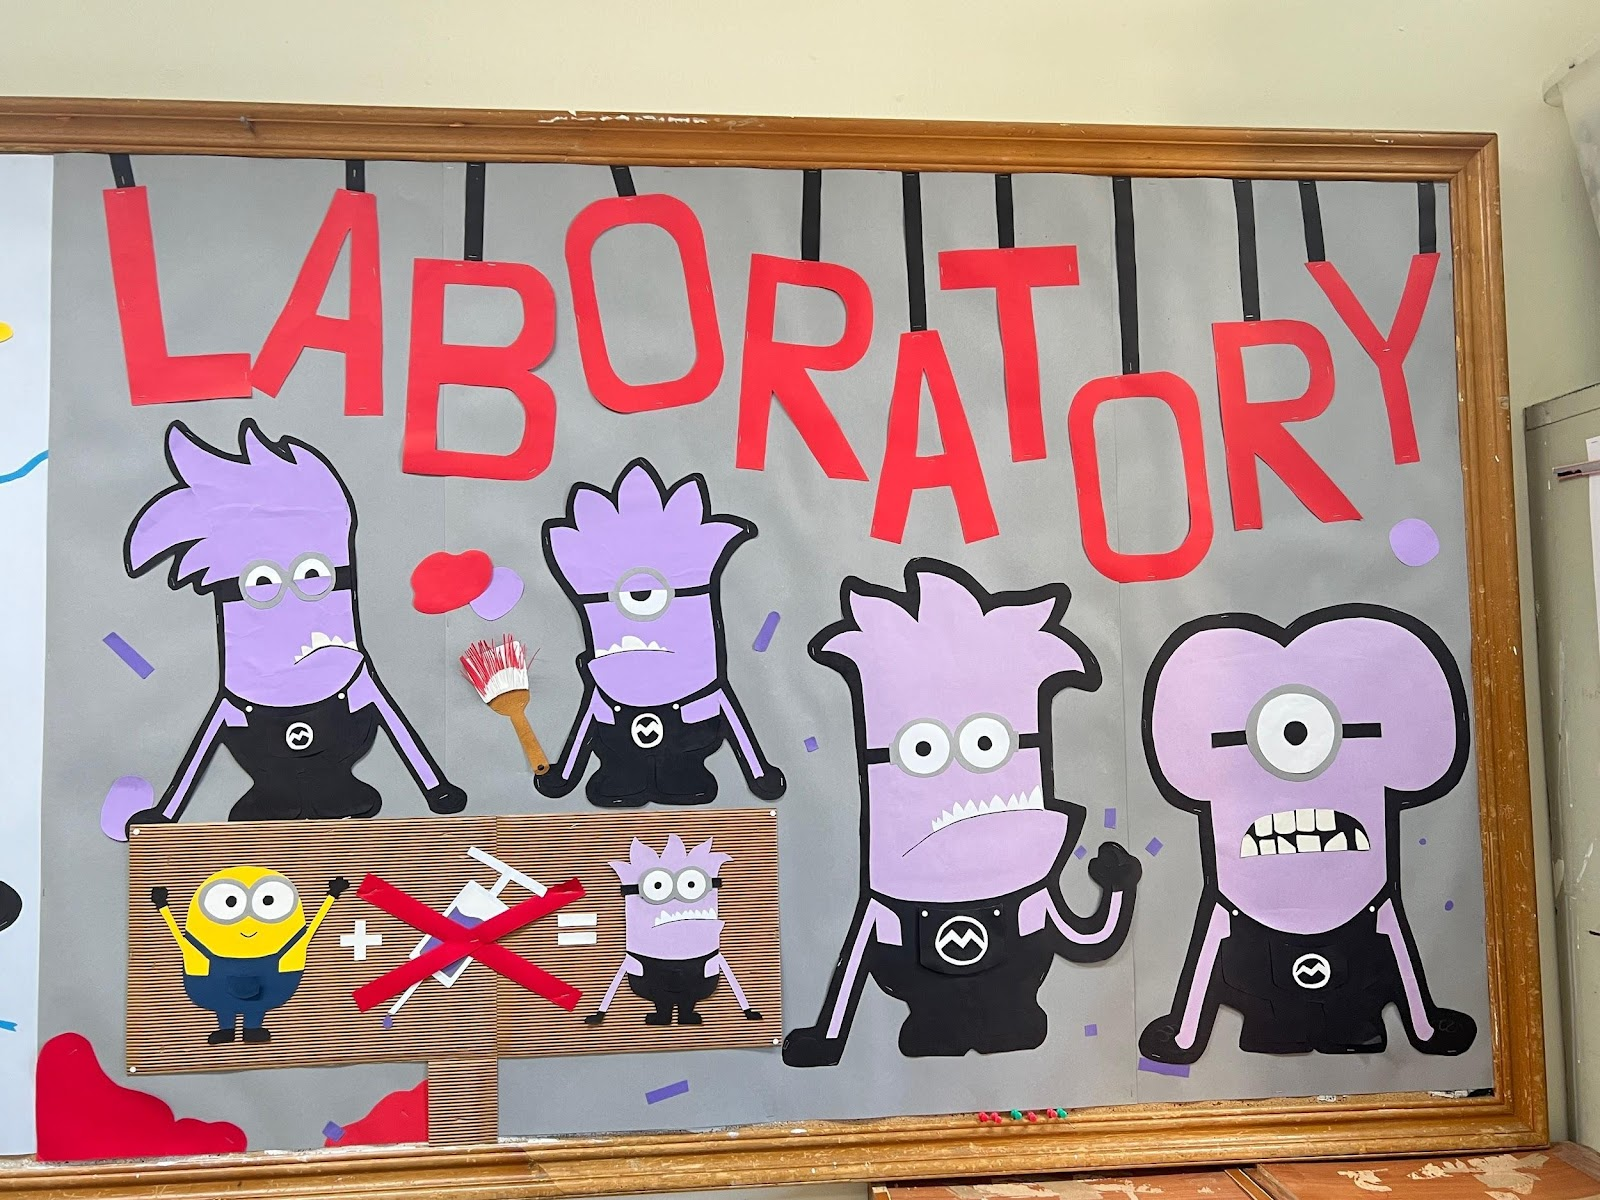 LABORATORY
+ =